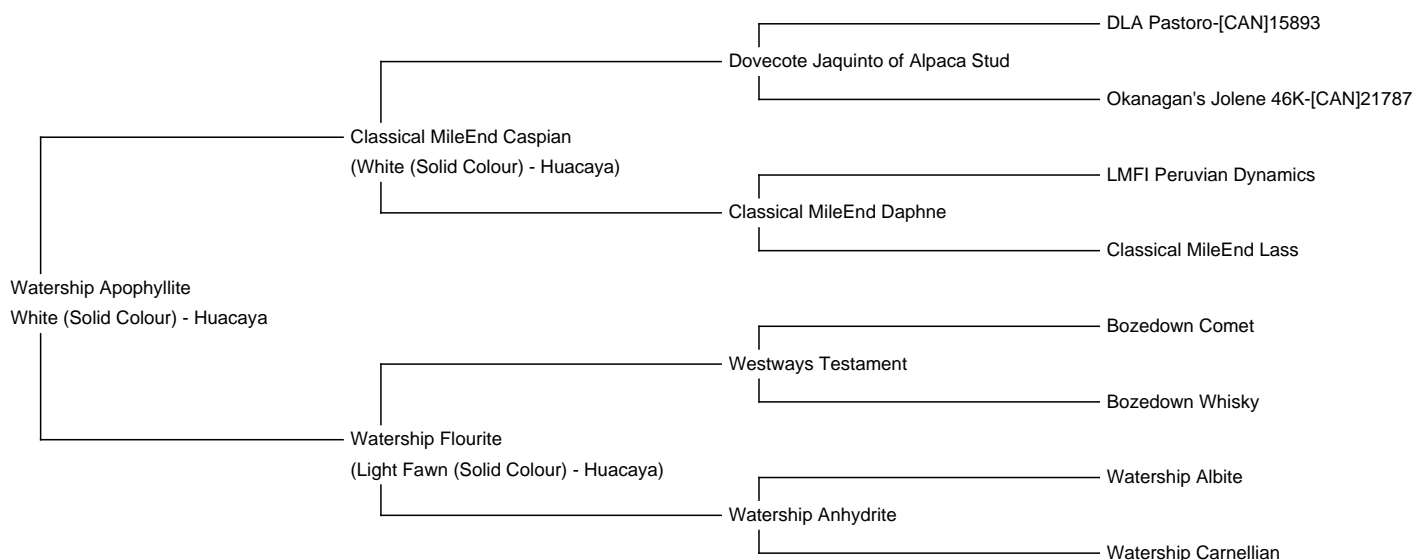 DLA Pastoro-[CAN]15893
Dovecote Jaquinto of Alpaca Stud
Okanagan's Jolene 46K-[CAN]21787
Classical MileEnd Caspian
(White (Solid Colour) - Huacaya)
LMFI Peruvian Dynamics
Classical MileEnd Daphne
Classical MileEnd Lass
Watership Apophyllite
White (Solid Colour) - Huacaya
Bozedown Comet
Westways Testament
Bozedown Whisky
Watership Flourite
(Light Fawn (Solid Colour) - Huacaya)
Watership Albite
Watership Anhydrite
Watership Carnellian